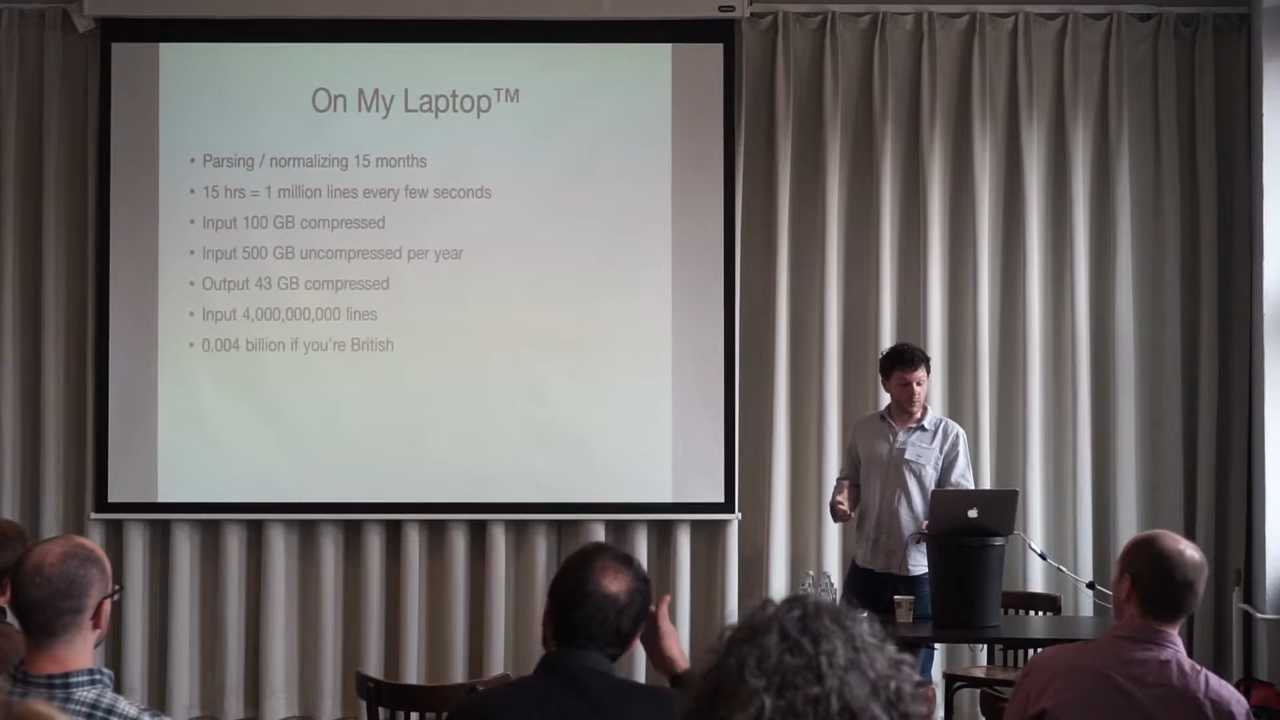 On My Laptop™
• Parsing / normalizing 15 months
• 15 hrs = 1 million lines every few seconds
• Input 100 GB compressed
• Input 500 GB uncompressed per year
• Output 43 GB compressed
• Input 4,000,000,000 lines
• 0.004 billion if you're British